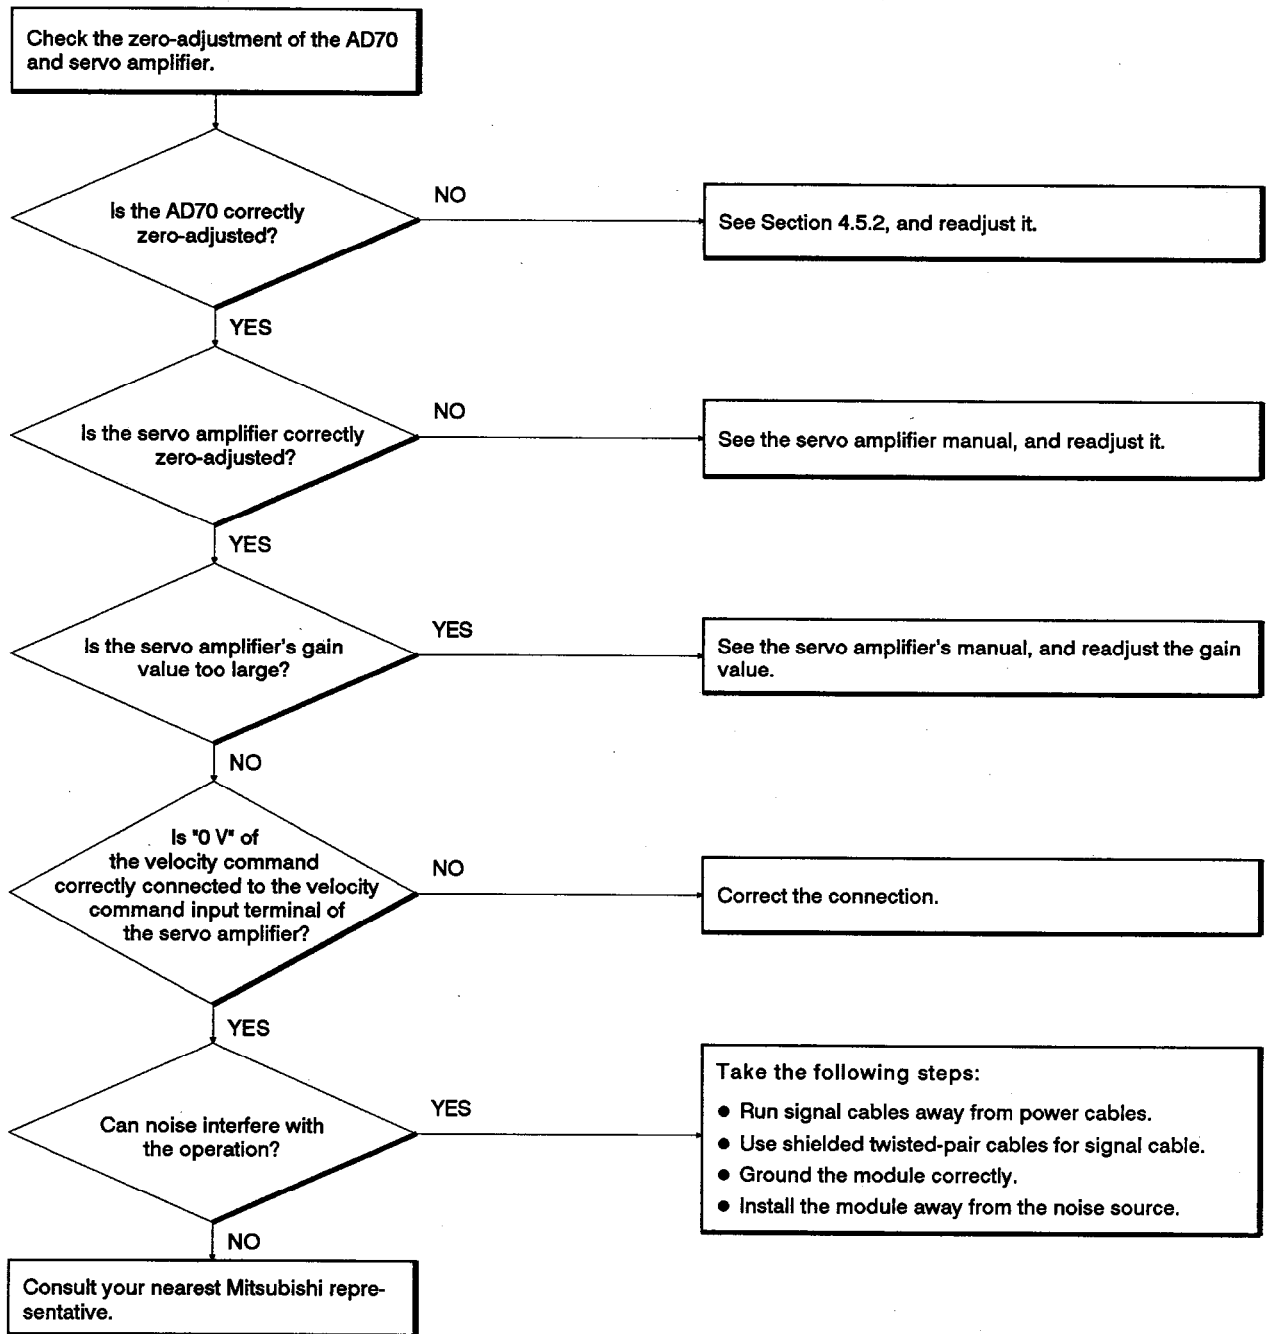 Check the zero-adjustment of the AD70
and servo amplifier.
Is the AD70 correctly
zero-adjusted?
NO
See Section 4.5.2, and readjust it.
YES
Is the servo amplifier correctly
zero-adjusted?
NO
See the servo amplifier manual, and readjust it.
YES
Is the servo amplifier's gain
value too large?
YES
See the servo amplifier's manual, and readjust the gain
value.
NO
Is "0 V" of
the velocity command
correctly connected to the velocity
command input terminal of
the servo amplifier?
NO
Correct the connection.
YES
Can noise interfere with
the operation?
YES
Take the following steps:
● Run signal cables away from power cables.
● Use shielded twisted-pair cables for signal cable.
● Ground the module correctly.
● Install the module away from the noise source.
NO
Consult your nearest Mitsubishi repre-
sentative.